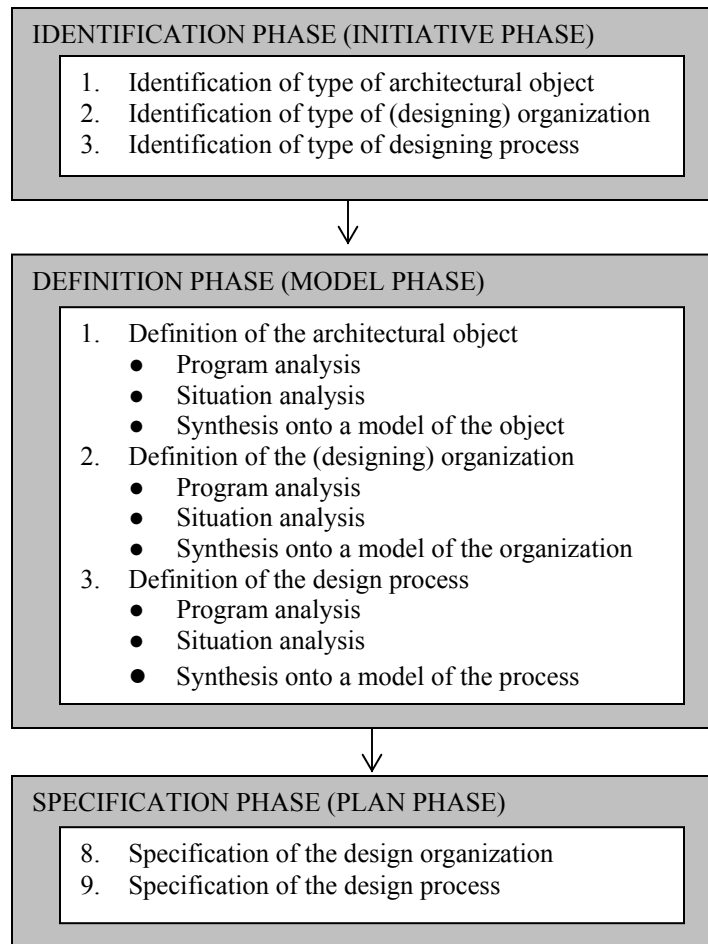 IDENTIFICATION PHASE (INITIATIVE PHASE)
1. Identification of type of architectural object
2. Identification of type of (designing) organization
3. Identification of type of designing process
DEFINITION PHASE (MODEL PHASE)
1. Definition of the architectural object
● Program analysis
● Situation analysis
● Synthesis onto a model of the object
2. Definition of the (designing) organization
● Program analysis
● Situation analysis
● Synthesis onto a model of the organization
3. Definition of the design process
● Program analysis
● Situation analysis
● Synthesis onto a model of the process
SPECIFICATION PHASE (PLAN PHASE)
8. Specification of the design organization
9. Specification of the design process